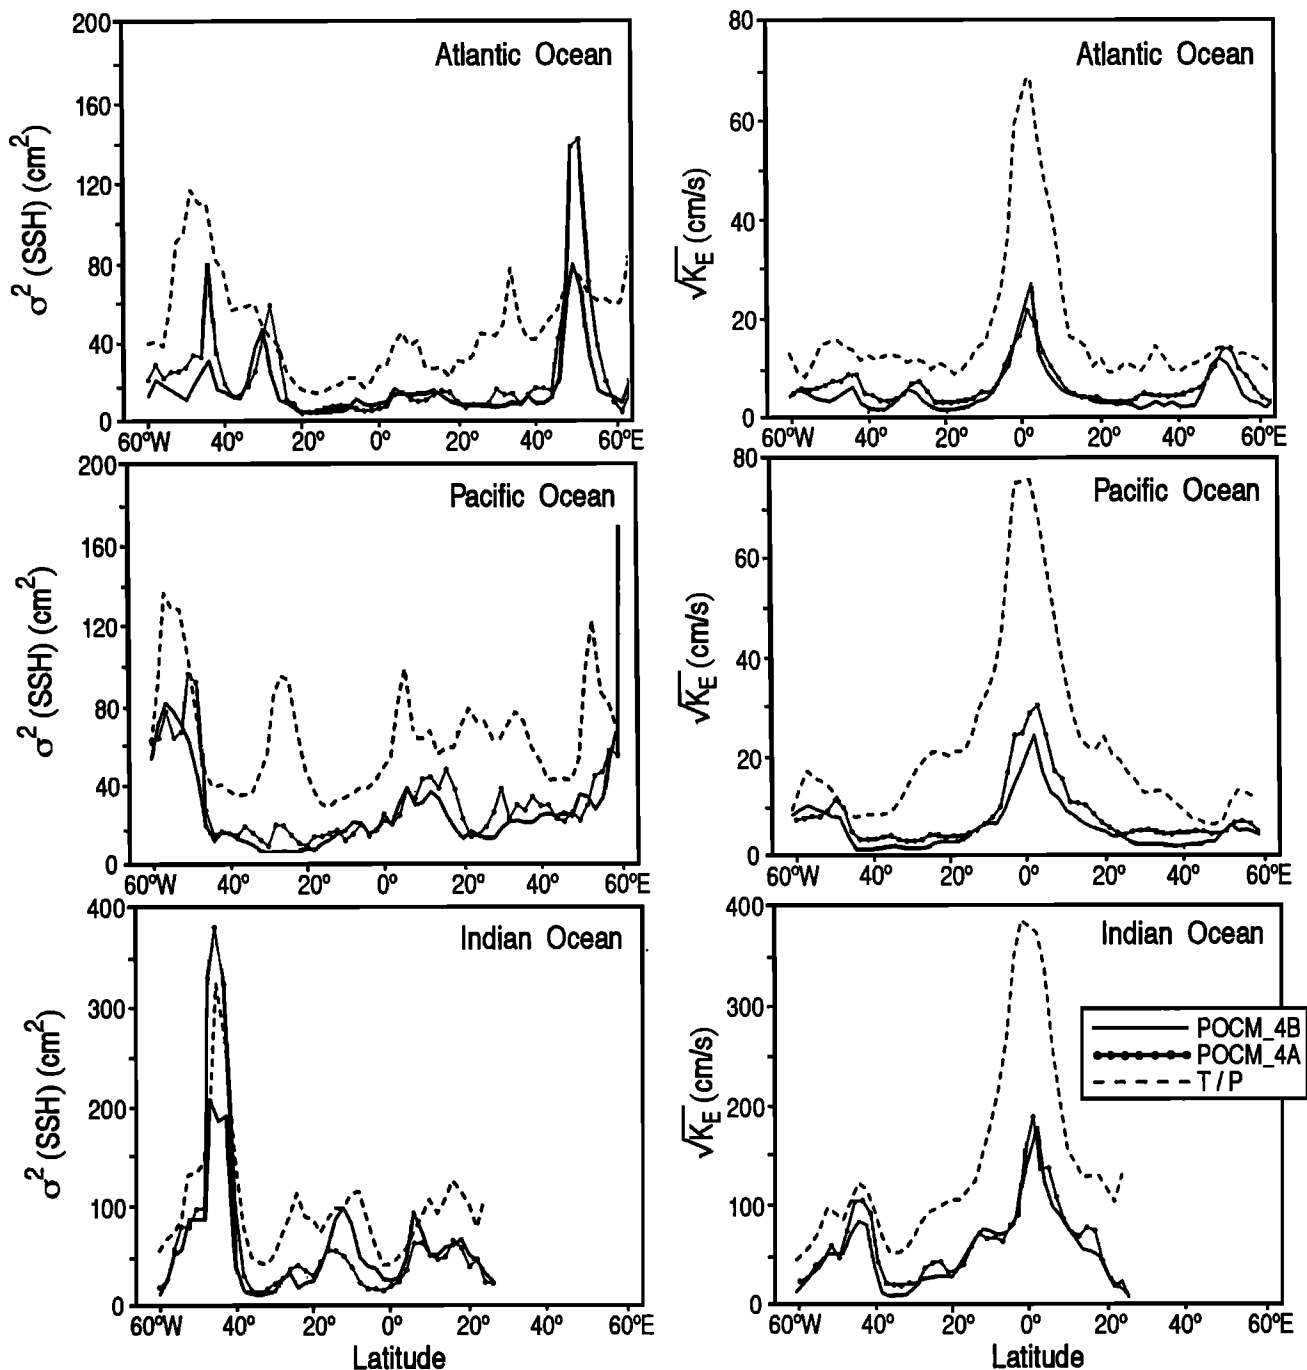 Atlantic Ocean
σ² (SSH) (cm²)
200
160
120
80
40
0
60°W 40° 20° 0° 20° 40° 60°E
Atlantic Ocean
√K_E (cm/s)
80
60
40
20
0
60°W 40° 20° 0° 20° 40° 60°E
Pacific Ocean
σ² (SSH) (cm²)
200
160
120
80
40
0
60°W 40° 20° 0° 20° 40° 60°E
Pacific Ocean
√K_E (cm/s)
80
60
40
20
0
60°W 40° 20° 0° 20° 40° 60°E
Indian Ocean
σ² (SSH) (cm²)
400
300
200
100
0
60°W 40° 20° 0° 20° 40° 60°E
Latitude
Indian Ocean
√K_E (cm/s)
400
300
200
100
0
60°W 40° 20° 0° 20° 40° 60°E
Latitude
POCM_4B
POCM_4A
T/P